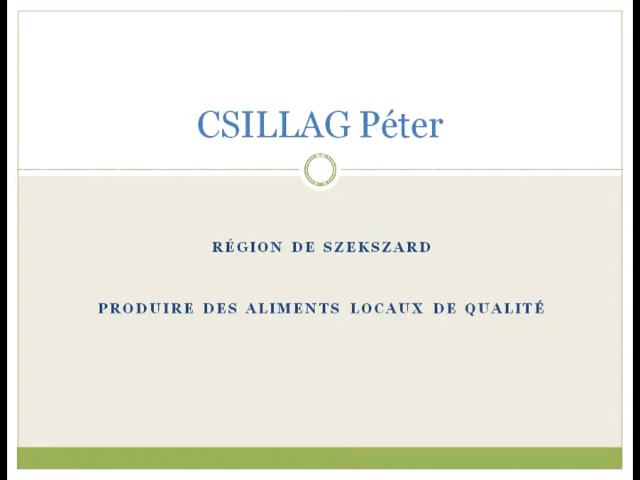 CSILLAG Péter
RÉGION DE SZEKSZARD
PRODUIRE DES ALIMENTS LOCAUX DE QUALITÉ